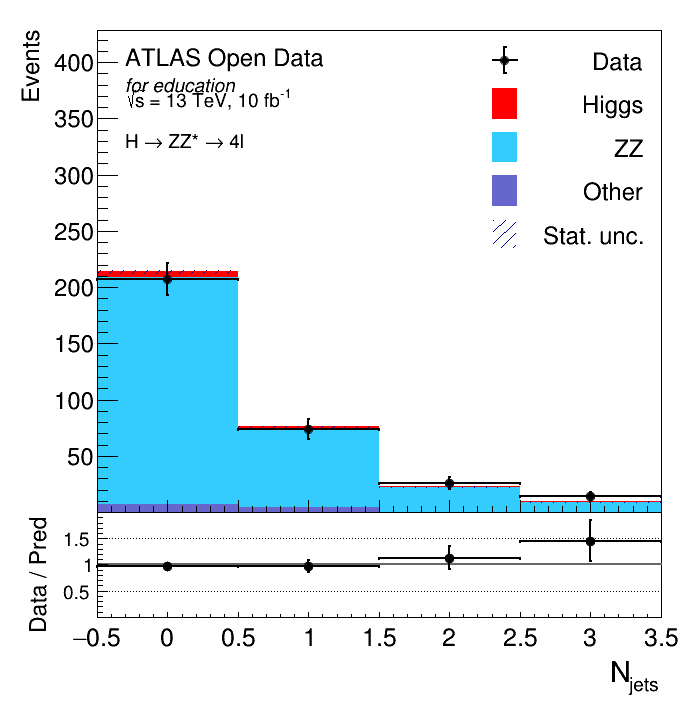 Events
400
350
300
250
200
150
100
50
ATLAS Open Data
for education
√s = 13 TeV, 10 fb-1
H → ZZ* → 4l
Data
Higgs
ZZ
Other
Stat. unc.
Data / Pred
1.5
1
0.5
−0.5 0 0.5 1 1.5 2 2.5 3 3.5
Njets